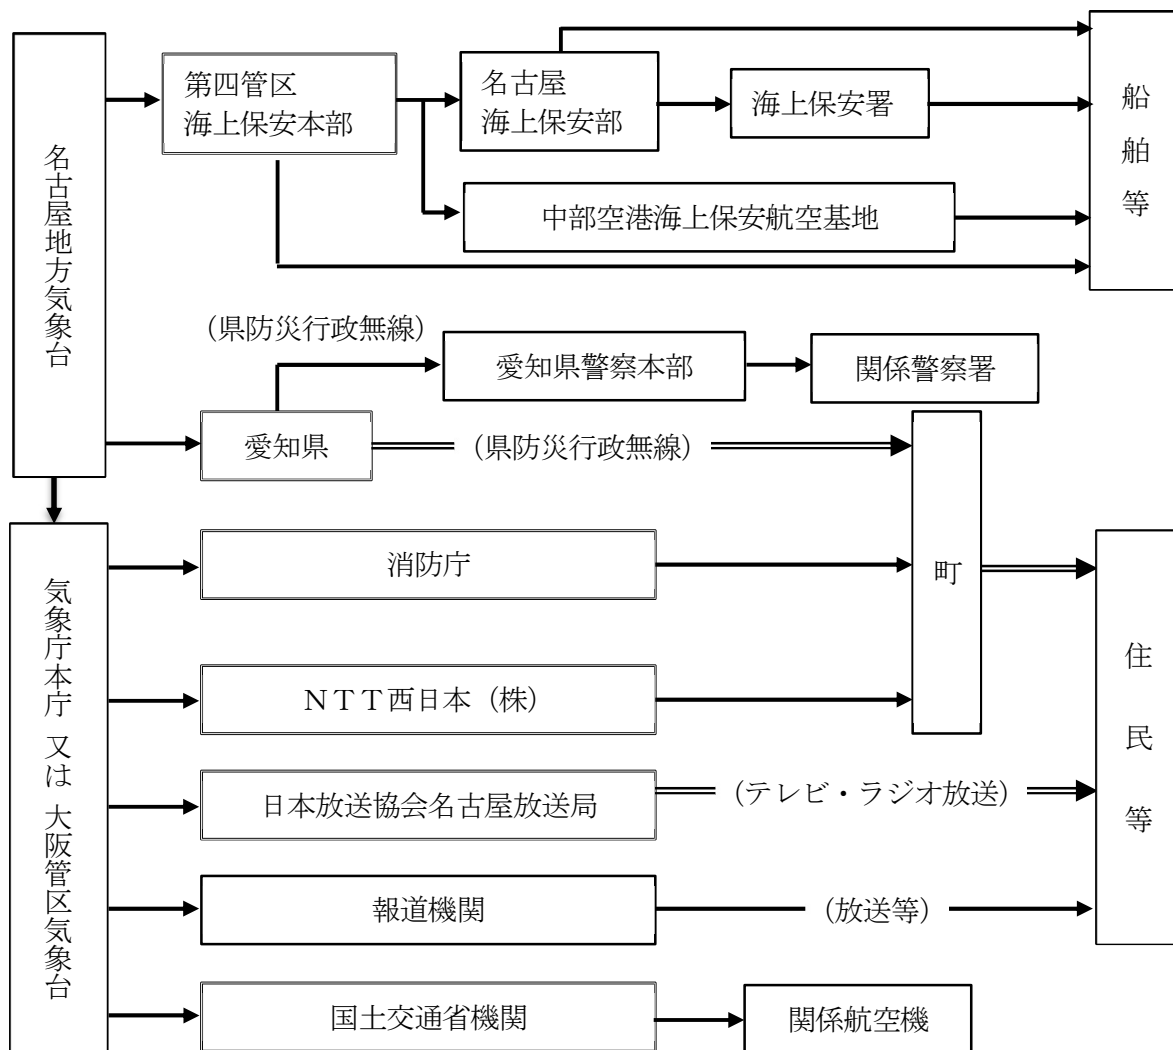 名古屋地方気象台
第四管区
海上保安本部
名古屋
海上保安部
海上保安署
船舶等
中部空港海上保安航空基地
（県防災行政無線）
愛知県警察本部
関係警察署
愛知県
（県防災行政無線）
町
気象庁本庁 又は 大阪管区気象台
消防庁
ＮＴＴ西日本（株）
日本放送協会名古屋放送局
（テレビ・ラジオ放送）
住民等
報道機関
（放送等）
国土交通省機関
関係航空機